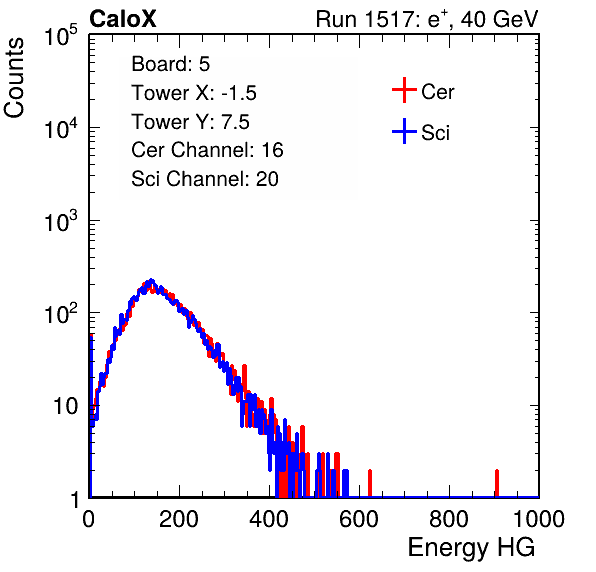 CaloX Run 1517: e⁺, 40 GeV
Counts
Board: 5
Tower X: -1.5
Tower Y: 7.5
Cer Channel: 16
Sci Channel: 20
Cer
Sci
10⁵
10⁴
10³
10²
10
1
0 200 400 600 800 1000
Energy HG